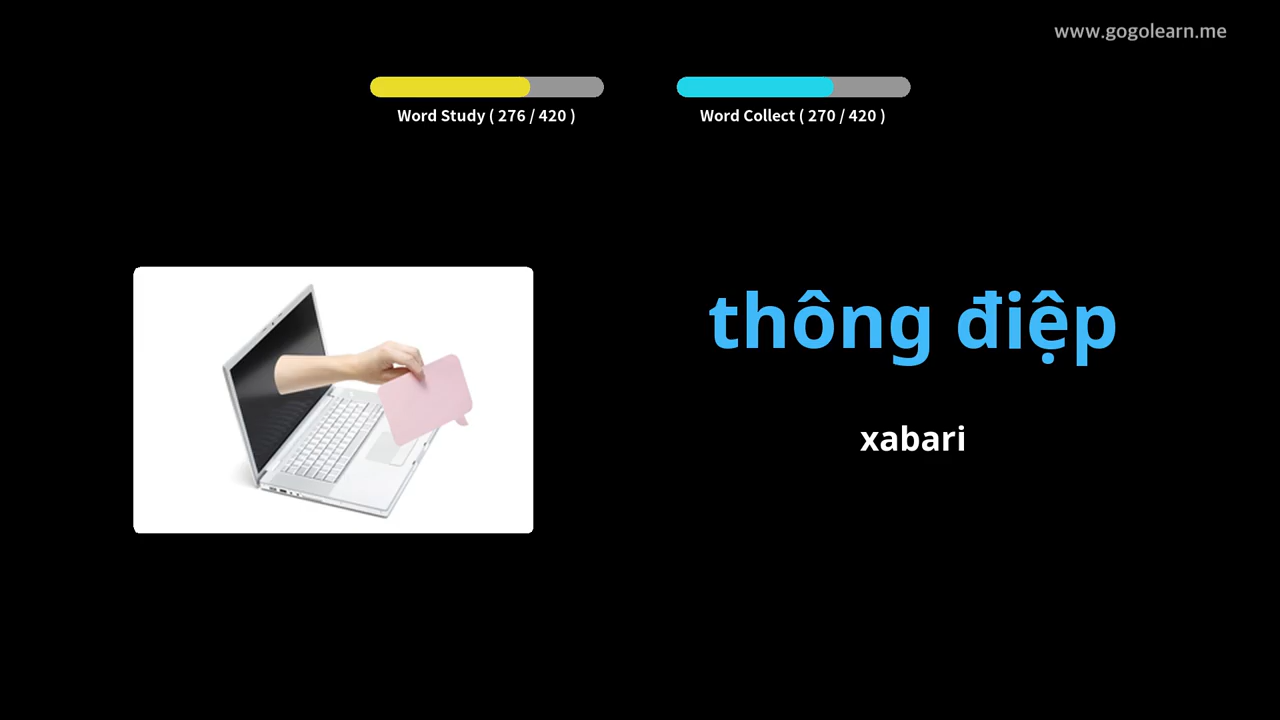 www.gogolearn.me
Word Study ( 276 / 420 )
Word Collect ( 270 / 420 )
thông điệp
xabari